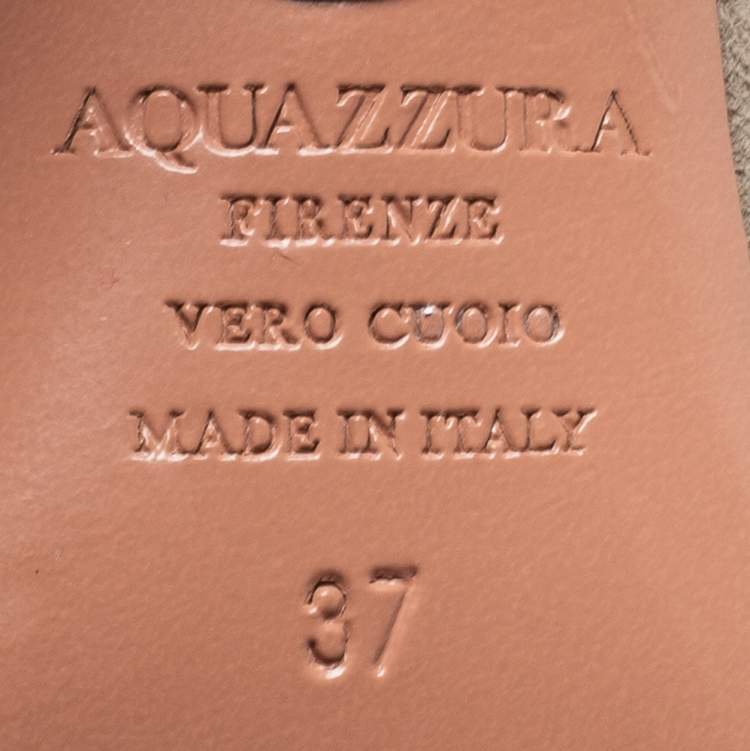 AQUAZZURA
FIRENZE
VERO CUOIO
MADE IN ITALY
37